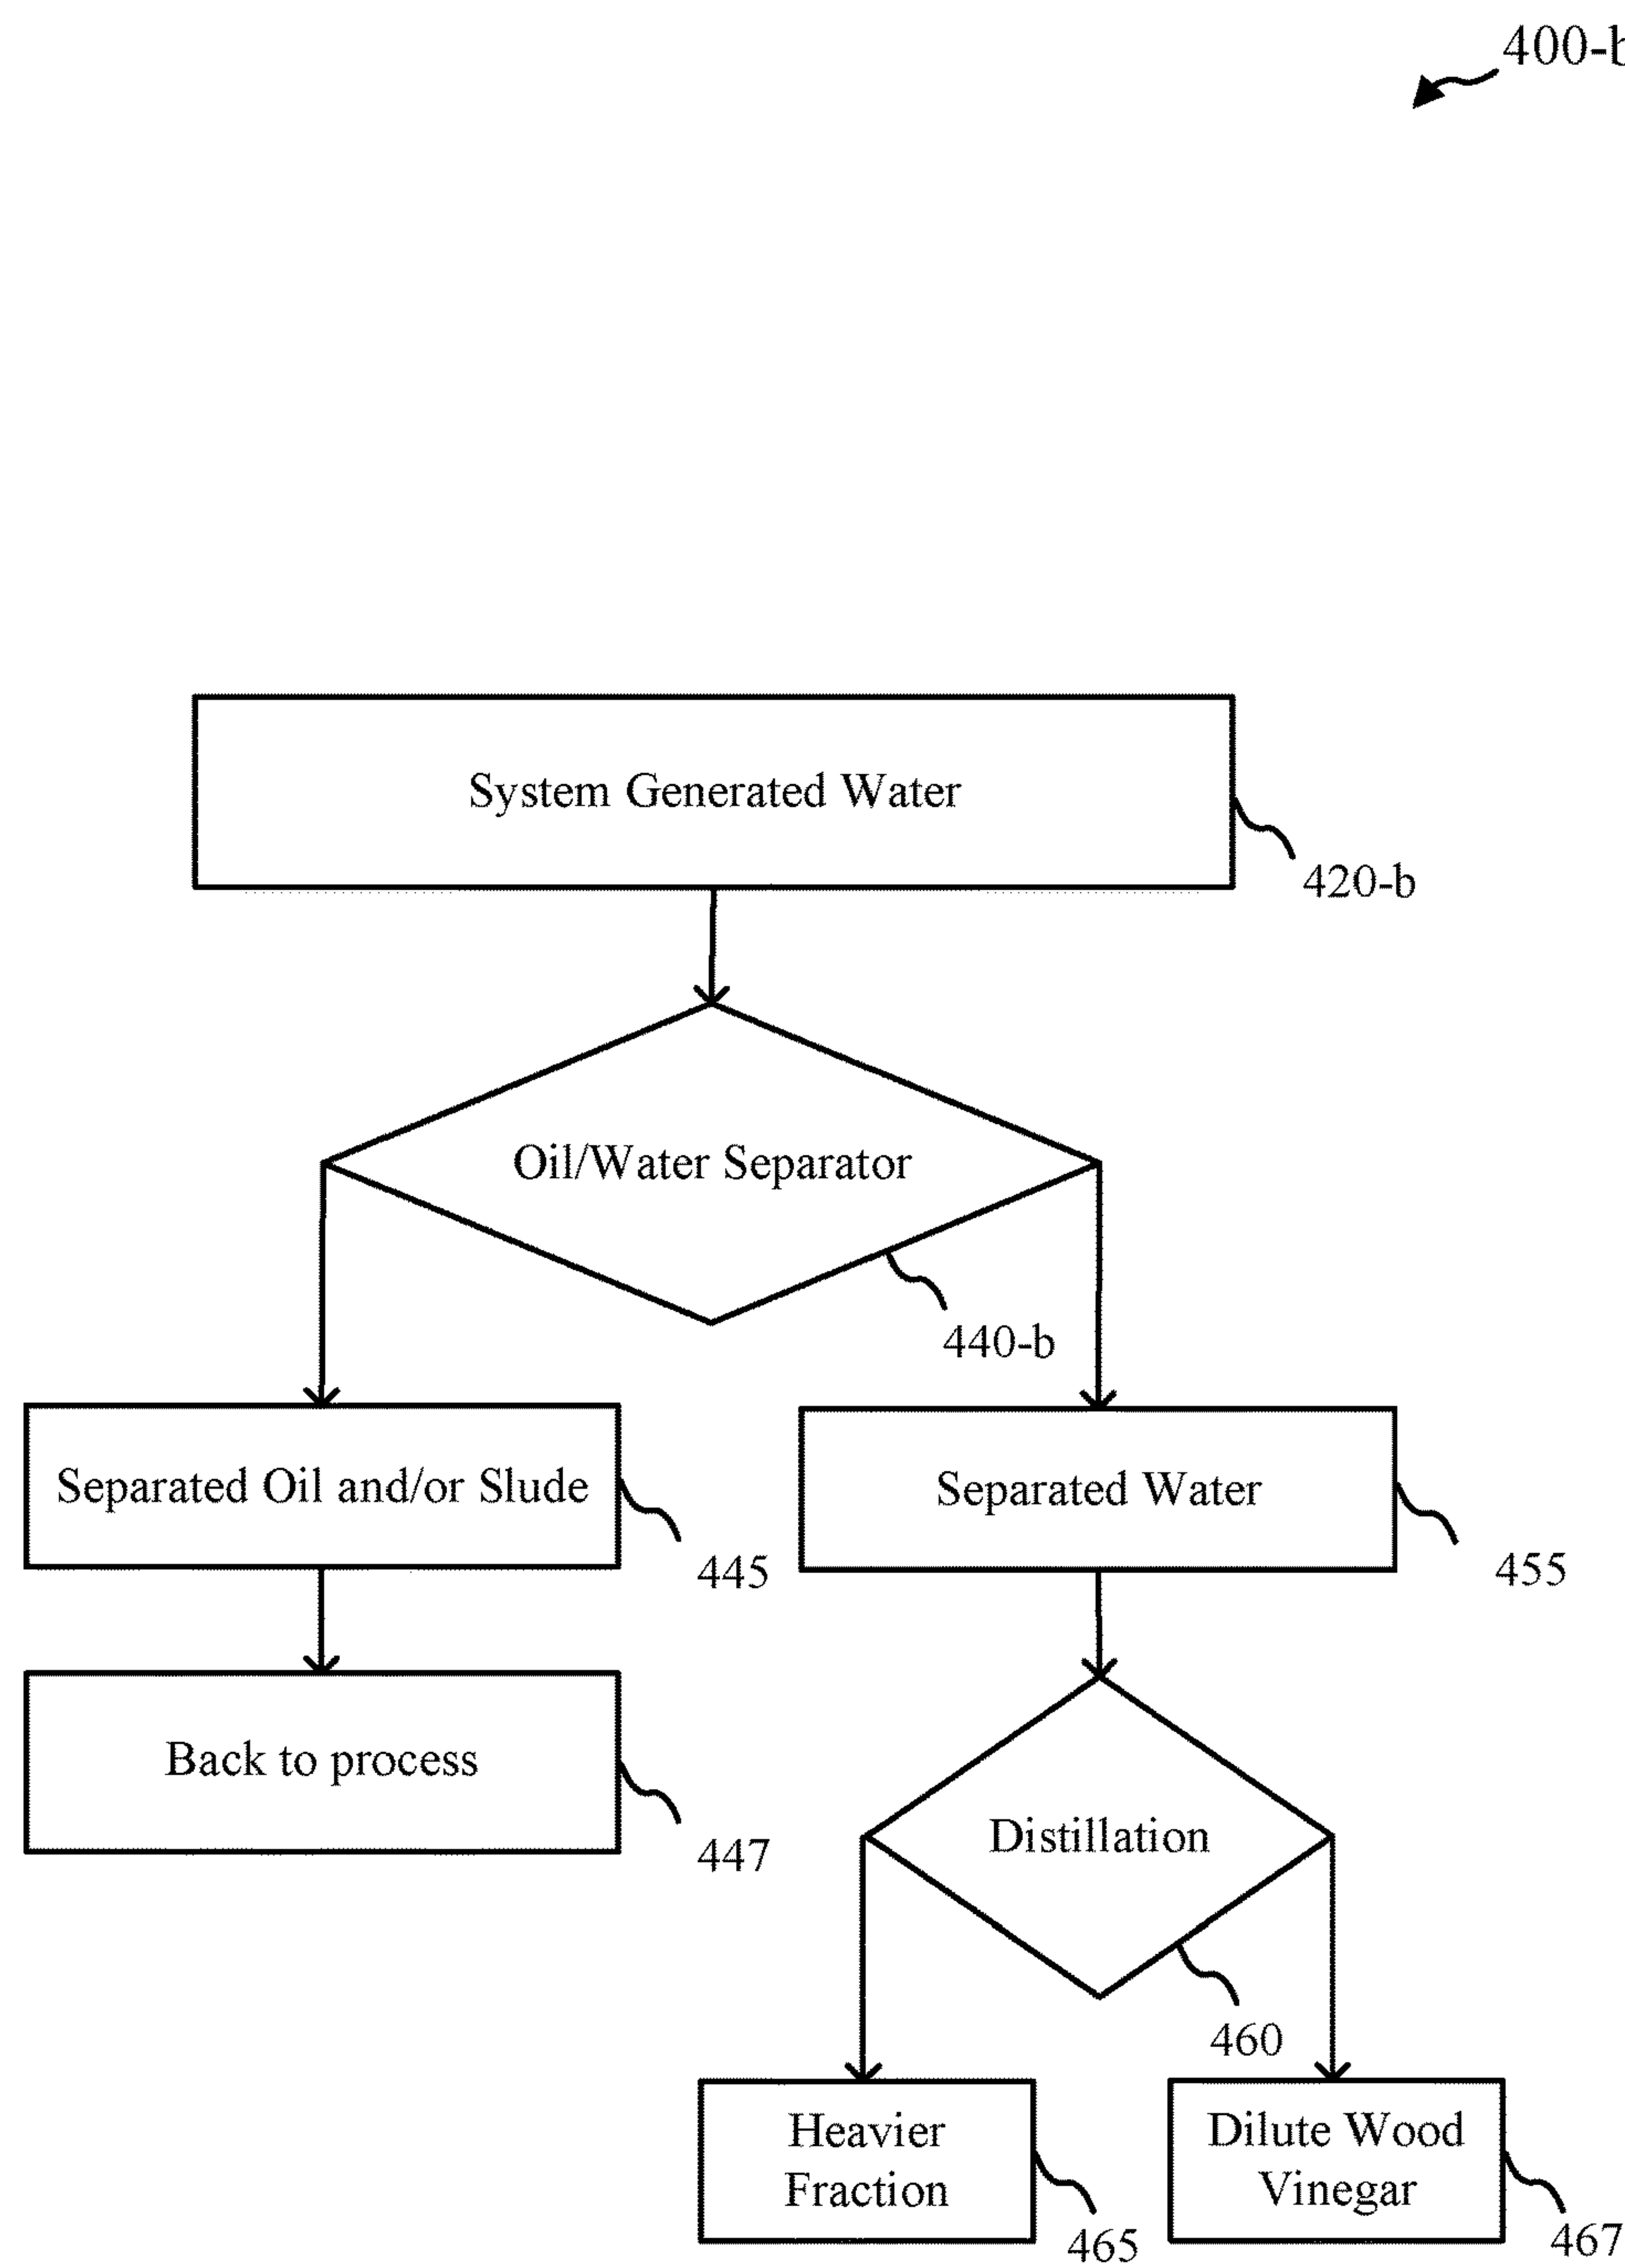 400-b
System Generated Water
420-b
Oil/Water Separator
440-b
Separated Oil and/or Slude
445
Separated Water
455
Back to process
447
Distillation
460
Heavier
Fraction
465
Dilute Wood
Vinegar
467